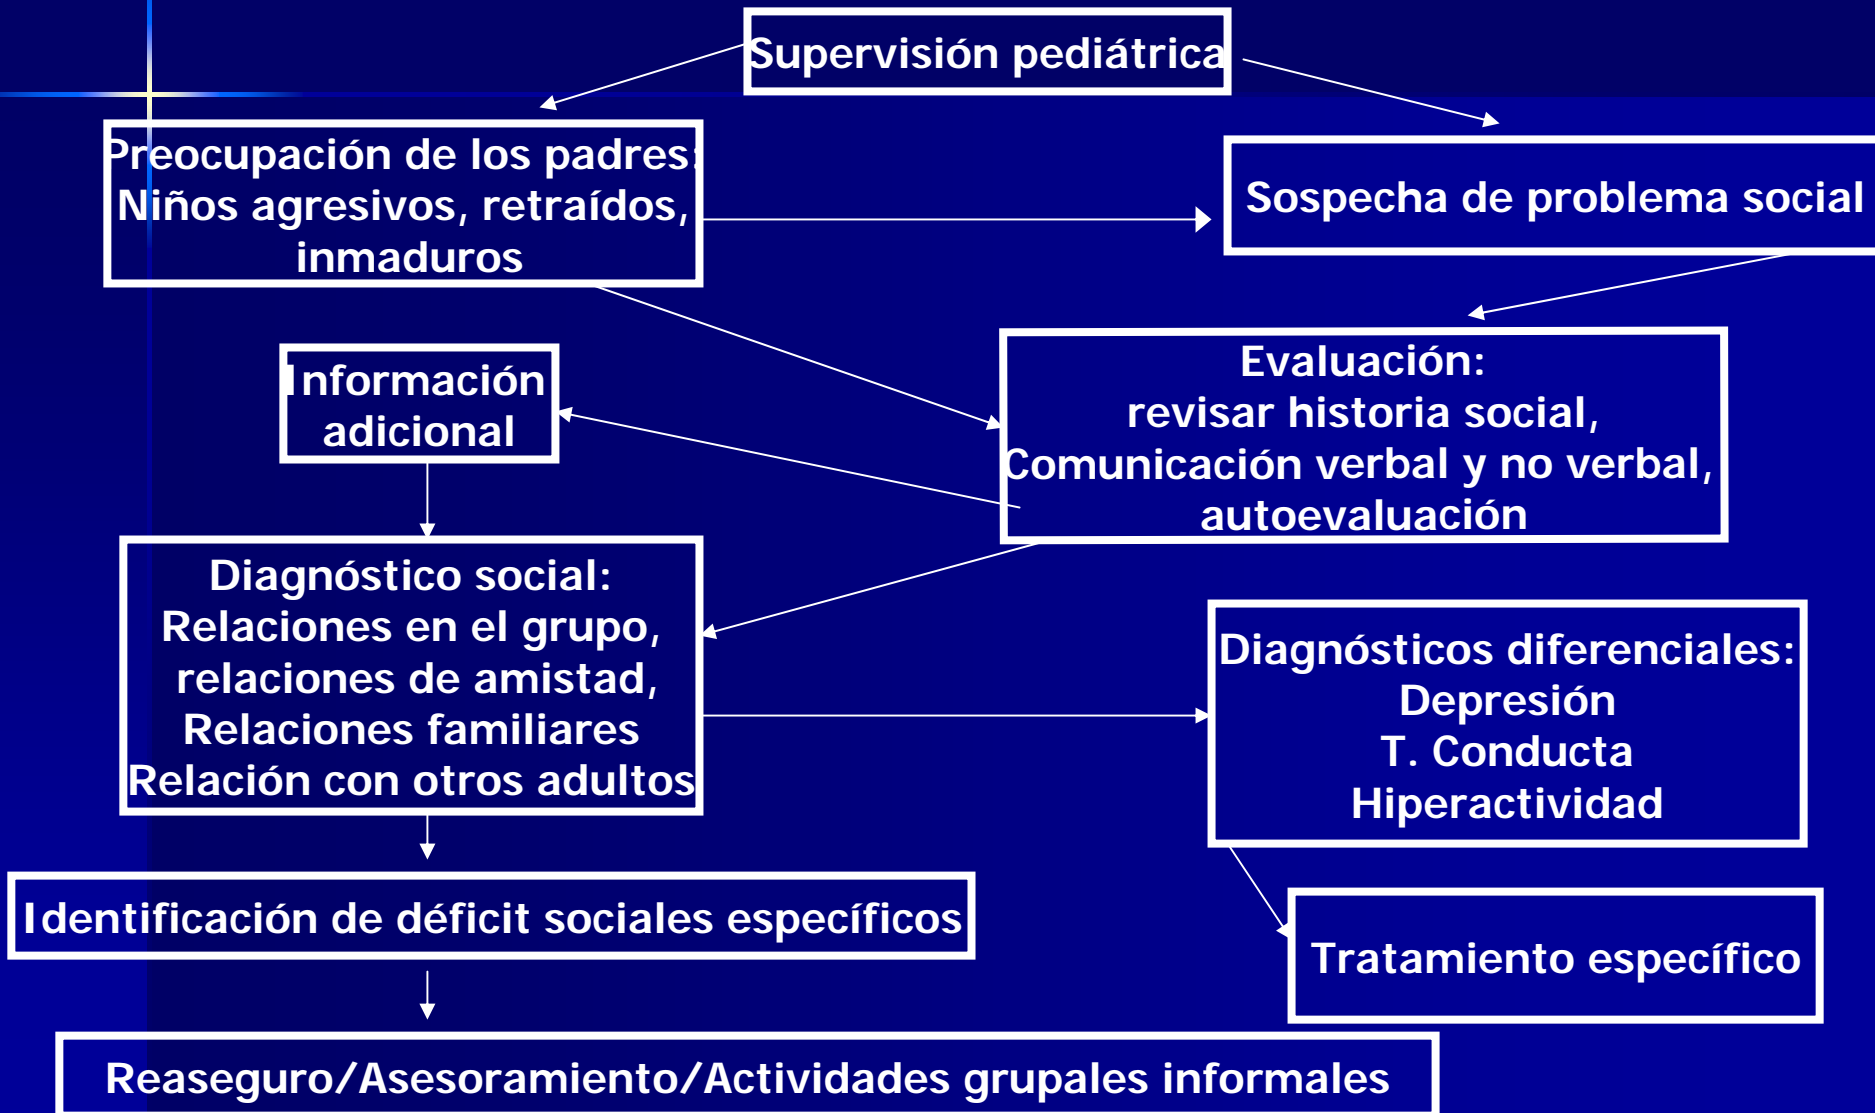 Supervisión pediátrica
Preocupación de los padres:
Niños agresivos, retraídos,
inmaduros
Sospecha de problema social
Información
adicional
Evaluación:
revisar historia social,
Comunicación verbal y no verbal,
autoevaluación
Diagnóstico social:
Relaciones en el grupo,
relaciones de amistad,
Relaciones familiares
Relación con otros adultos
Diagnósticos diferenciales:
Depresión
T. Conducta
Hiperactividad
Identificación de déficit sociales específicos
Tratamiento específico
Reaseguro/Asesoramiento/Actividades grupales informales